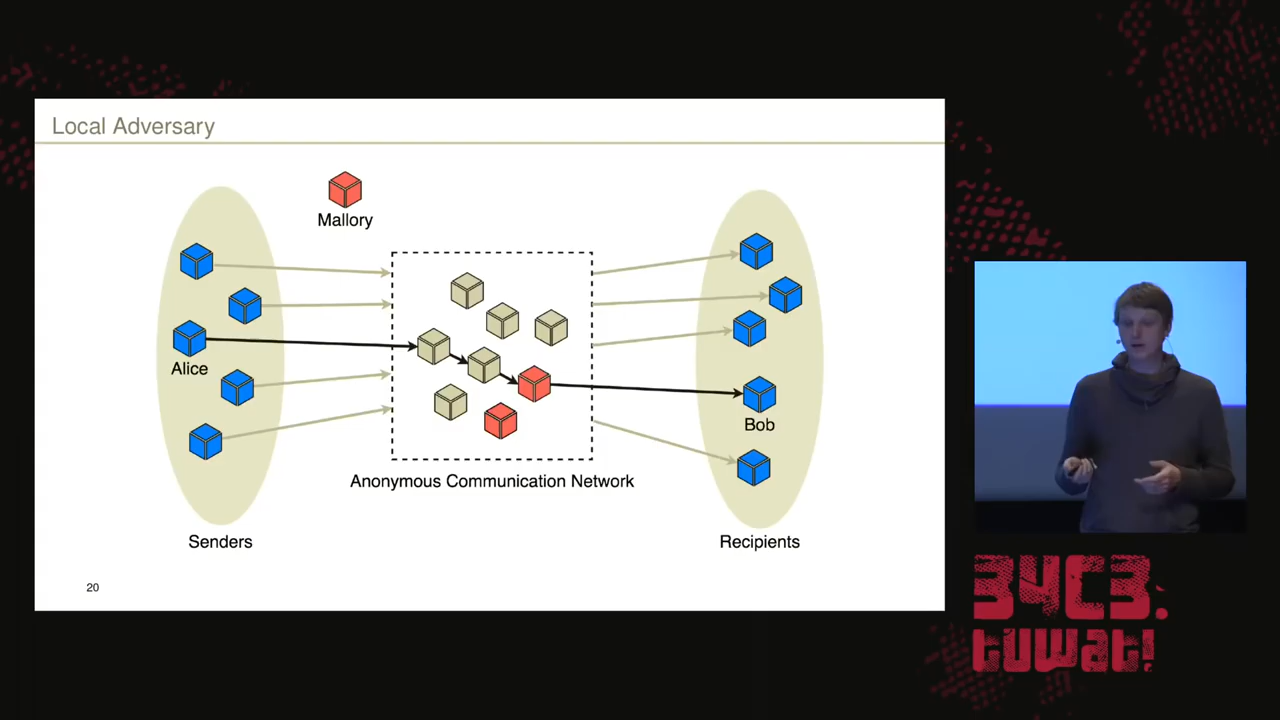 Local Adversary
Mallory
Alice
Bob
Anonymous Communication Network
Senders
Recipients
20
34C3.
tuwat!